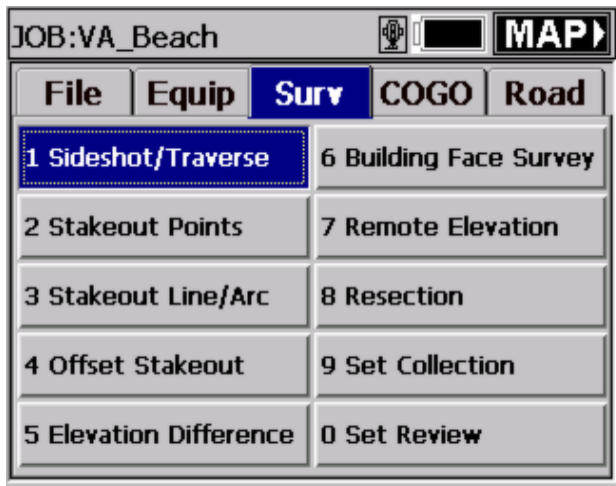 JOB:VA_Beach MAP
File Equip Surv COGO Road
1 Sideshot/Traverse 6 Building Face Survey
2 Stakeout Points 7 Remote Elevation
3 Stakeout Line/Arc 8 Resection
4 Offset Stakeout 9 Set Collection
5 Elevation Difference 0 Set Review